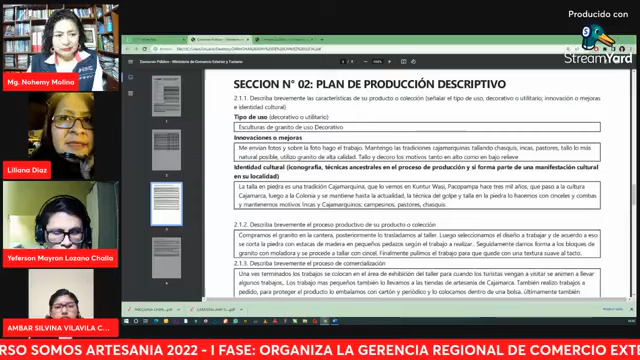 Producido con
StreamYard
Mg. Nohemy Molina
Liliana Diaz
Yeferson Mayron Lozano Challa
AMBAR SILVINA VILAVILA C...
SECCION N° 02: PLAN DE PRODUCCIÓN DESCRIPTIVO
2.1.1. Describa brevemente las características de su producto o colección (señalar el tipo de uso, decorativo o utilitario; innovación o mejoras
e identidad cultural)
Tipo de uso (decorativo o utilitario)
Esculturas de granito de uso Decorativo
Innovaciones o mejoras
Me envían fotos y sobre la foto hago el trabajo. Mantengo las tradiciones cajamarquinas tallando chasquis, incas, pastores, tallo lo más
natural posible, utilizo granito de alta calidad. Tallo y decoro los motivos tanto en alto como en bajo relieve
Identidad cultural (iconografía, técnicas ancestrales en el proceso de producción y si forma parte de una manifestación cultural
en su localidad)
La talla en piedra es una tradición Cajamarquina, que lo vemos en Kuntur Wasi, Pacopampa hace tres mil años, que paso a la cultura
Cajamarca, luego a la Colonia y se mantiene hasta la actualidad, la técnica del golpe y talla en piedra lo hacemos con cinceles y combas
y mantenemos motivos Incas y Cajamarquinos: campesinos, pastores, chasquis.
2.1.2. Describa brevemente el proceso productivo de su producto o colección
Compramos el granito en la cantera, posteriormente lo trasladamos al taller. Luego seleccionamos el diseño a trabajar y de acuerdo a eso
se corta la piedra con estacas de madera en pequeños pedazos según el trabajo a realizar. Seguidamente damos forma a los bloques de
granito con moladora y se procede a tallar con cincel. Finalmente pulimos el trabajo para que quede con una textura suave al tacto.
2.1.3. Describa brevemente el proceso de comercialización
Una vez terminados los trabajos se colocan en el área de exhibición del taller para cuando los turistas vengan a visitar se animen a llevar
algunos trabajos, Los trabajos mas pequeños también lo llevamos a las tiendas de artesanía de Cajamarca. También realizo trabajos a
pedido, para proteger el producto lo embalamos con cartón y periódico y lo colocamos dentro de una bolsa, últimamente también
RSO SOMOS ARTESANIA 2022 - I FASE: ORGANIZA LA GERENCIA REGIONAL DE COMERCIO EXT